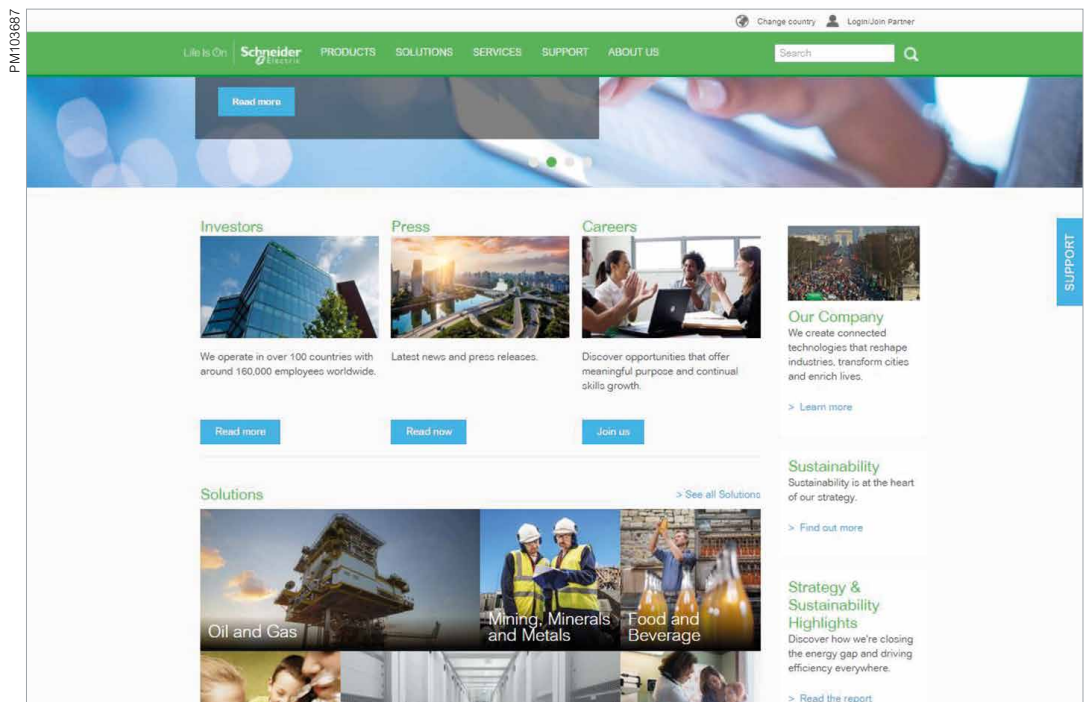 PM103687
Change country
Login/Join Partner
Life Is On
Schneider
Electric
PRODUCTS
SOLUTIONS
SERVICES
SUPPORT
ABOUT US
Search
Read more
Investors
We operate in over 100 countries with
around 160,000 employees worldwide.
Read more
Press
Latest news and press releases.
Read now
Careers
Discover opportunities that offer
meaningful purpose and continual
skills growth.
Join us
Solutions
> See all Solutions
Oil and Gas
Mining, Minerals
and Metals
Food and
Beverage
Our Company
We create connected
technologies that reshape
industries, transform cities
and enrich lives.
> Learn more
Sustainability
Sustainability is at the heart
of our strategy.
> Find out more
Strategy &
Sustainability
Highlights
Discover how we're closing
the energy gap and driving
efficiency everywhere.
> Read the report
SUPPORT